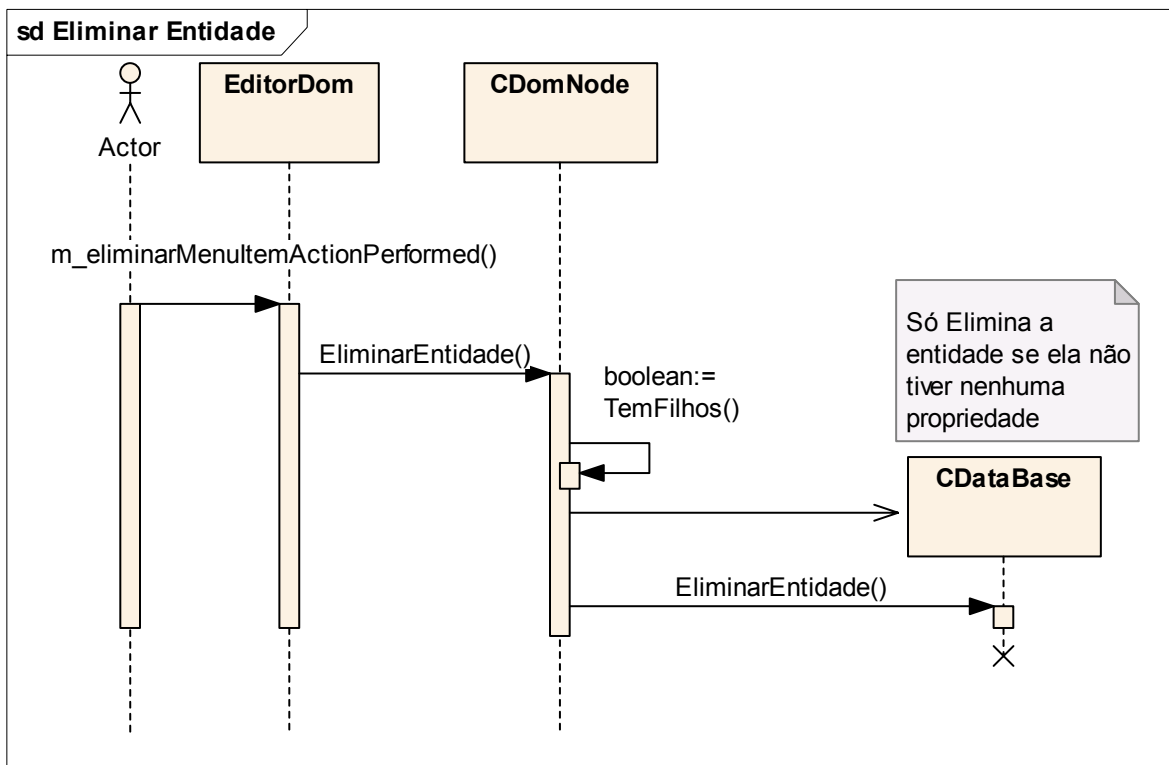 sd Eliminar Entidade
EditorDom
CDomNode
Actor
m_eliminarMenuItemActionPerformed()
Só Elimina a
entidade se ela não
tiver nenhuma
propriedade
EliminarEntidade()
boolean:=
TemFilhos()
CDataBase
EliminarEntidade()